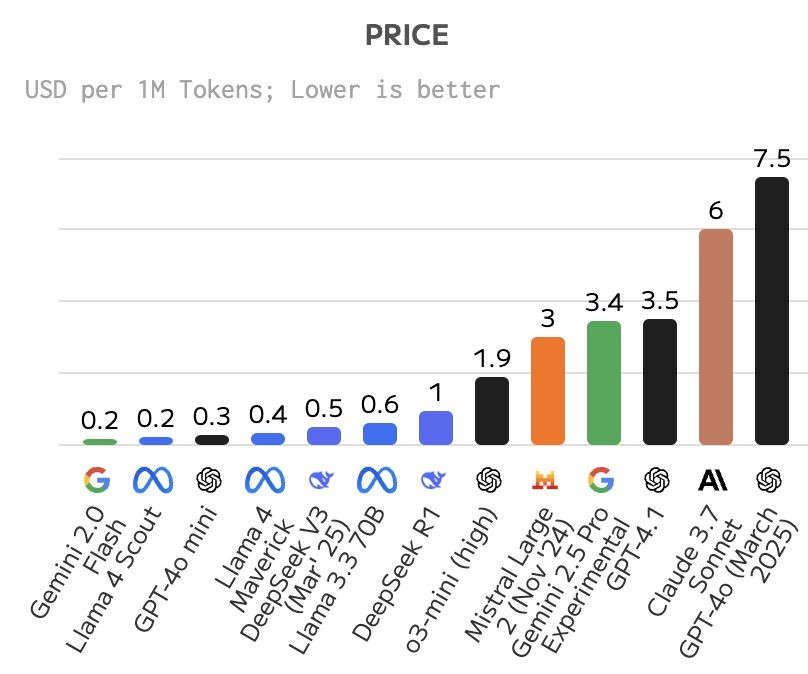 PRICE
USD per 1M Tokens; Lower is better
7.5
6
3.5
3.4
3
1.9
1
0.6
0.5
0.4
0.3
0.2
0.2
Gemini 2.0
Flash
Llama 4 Scout
GPT-4o mini
Llama 4
Maverick
DeepSeek V3
(Mar' 25)
Llama 3.3 70B
DeepSeek R1
o3-mini (high)
Mistral Large
2 (Nov '24)
Gemini 2.5 Pro
Experimental
GPT-4.1
Claude 3.7
Sonnet
GPT-4o (March
2025)